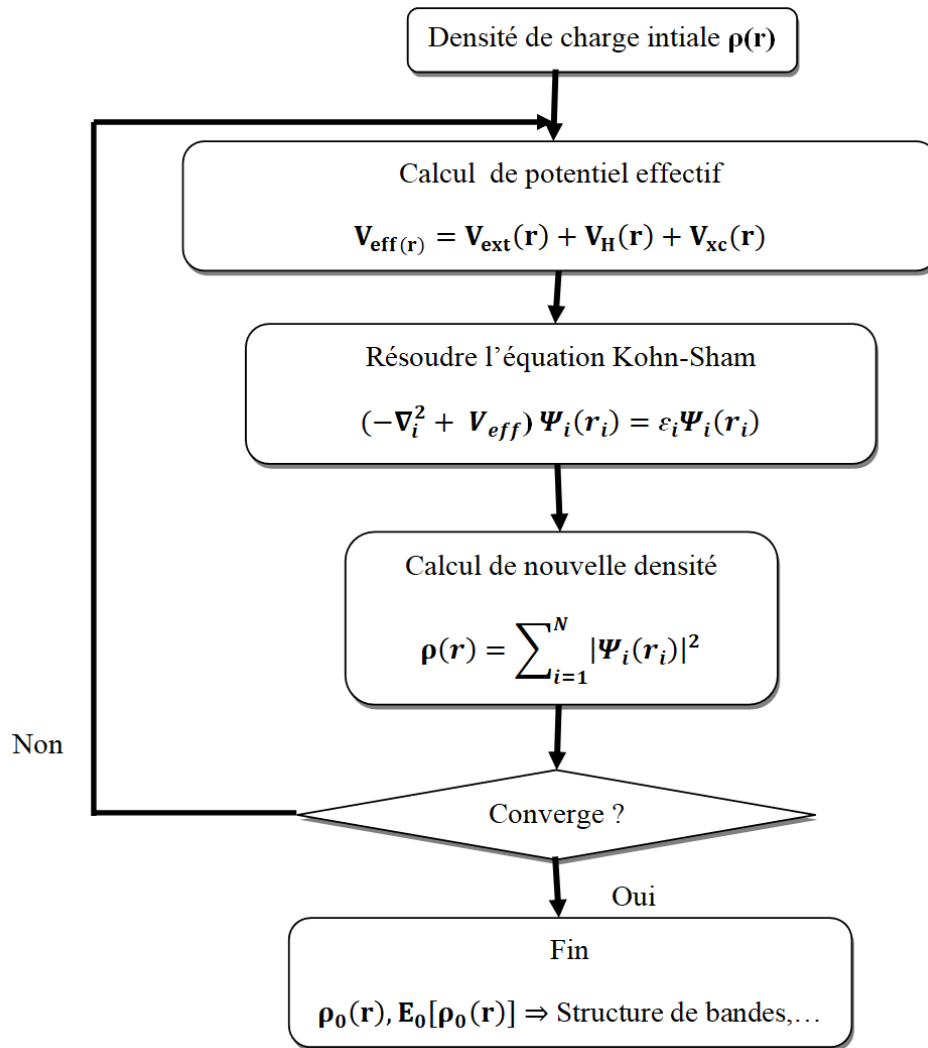 Densité de charge intiale ρ(r)
Calcul de potentiel effectif
V_eff(r) = V_ext(r) + V_H(r) + V_xc(r)
Résoudre l’équation Kohn-Sham
(−∇_i^2 + V_eff) Ψ_i(r_i) = ε_iΨ_i(r_i)
Calcul de nouvelle densité
ρ(r) = ∑_{i=1}^{N} |Ψ_i(r_i)|^2
Non
Converge ?
Oui
Fin
ρ_0(r), E_0[ρ_0(r)] ⇒ Structure de bandes,…